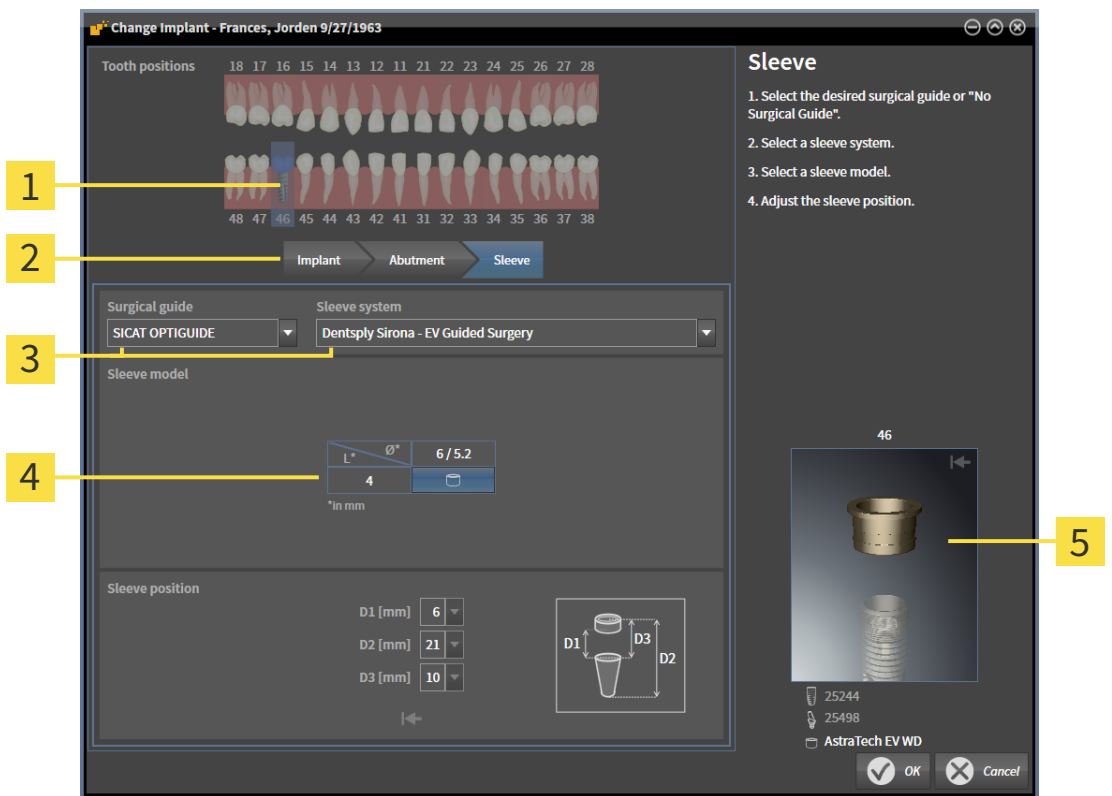 Change Implant - Frances, Jorden 9/27/1963
Tooth positions
18 17 16 15 14 13 12 11 21 22 23 24 25 26 27 28
48 47 46 45 44 43 42 41 31 32 33 34 35 36 37 38
1
2
Implant Abutment Sleeve
Surgical guide Sleeve system
SICAT OPTIGUIDE Dentsply Sirona - EV Guided Surgery
3
Sleeve model
L* Ø* 6 / 5.2
4
4
*in mm
Sleeve position
D1 [mm] 6
D2 [mm] 21
D3 [mm] 10
D1 D3
D2
Sleeve
1. Select the desired surgical guide or "No
Surgical Guide".
2. Select a sleeve system.
3. Select a sleeve model.
4. Adjust the sleeve position.
46
5
25244
25498
AstraTech EV WD
OK Cancel